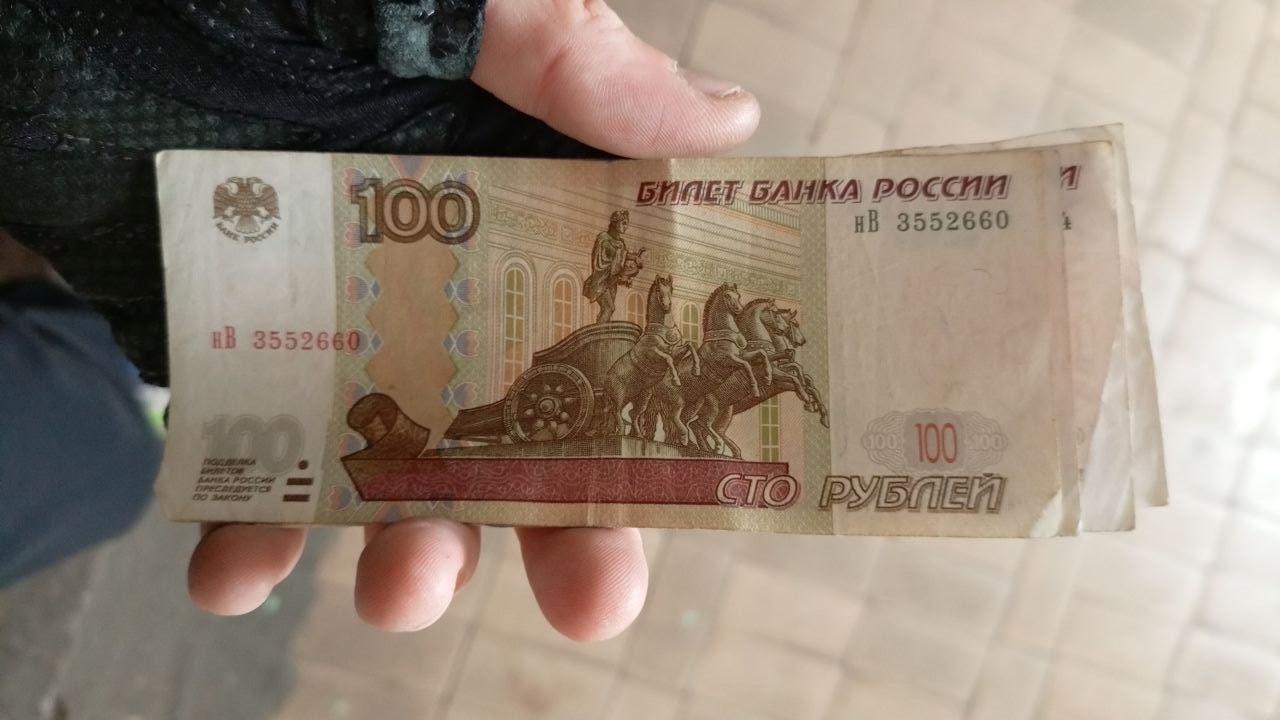 БАНК РОССИИ
100
БИЛЕТ БАНКА РОССИИ
нВ 3552660
нВ 3552660
100
ПОДДЕЛКА
БИЛЕТОВ
БАНКА РОССИИ
ПРЕСЛЕДУЕТСЯ
ПО ЗАКОНУ
100 100 100
СТО РУБЛЕЙ
И
4